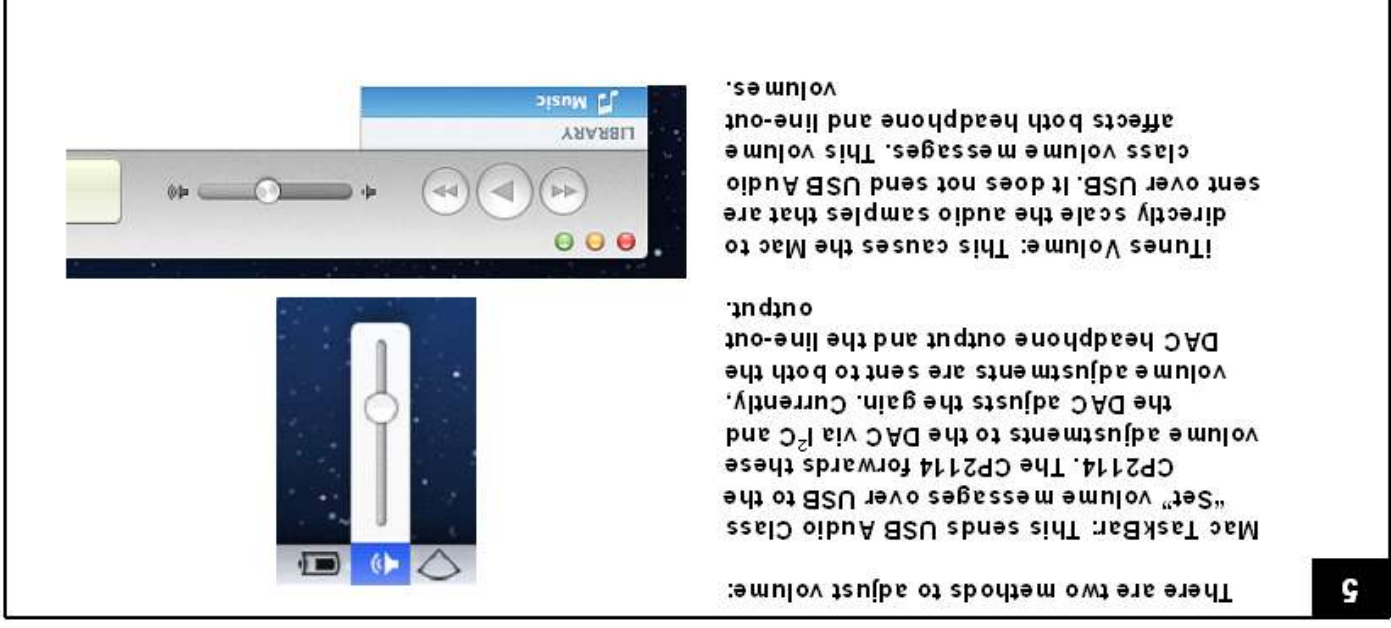 5
There are two methods to adjust volume:
Mac TaskBar: This sends USB Audio Class
“Set” volume messages over USB to the
CP2114. The CP2114 forwards these
volume adjustments to the DAC via I²C and
the DAC adjusts the gain. Currently,
volume adjustments are sent to both the
DAC headphone output and the line-out
output.
iTunes Volume: This causes the Mac to
directly scale the audio samples that are
sent over USB. It does not send USB Audio
class volume messages. This volume
affects both headphone and line-out
volumes.
LIBRARY
Music